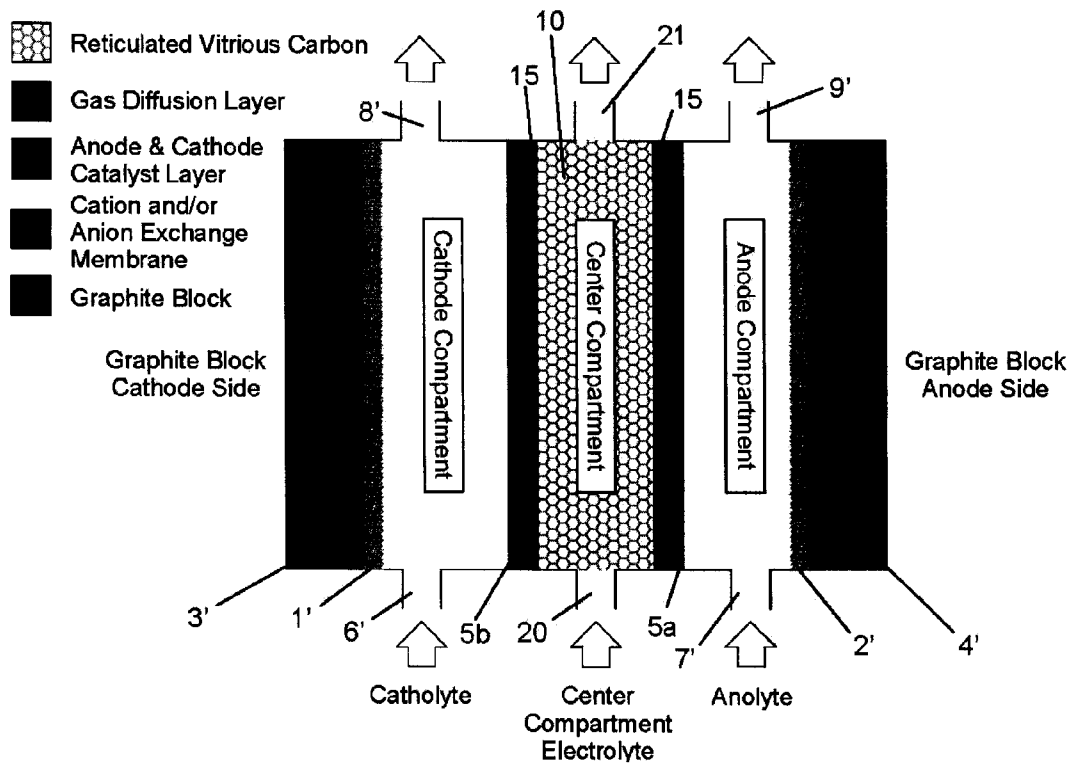 Reticulated Vitrious Carbon
Gas Diffusion Layer
Anode & Cathode
Catalyst Layer
Cation and/or
Anion Exchange
Membrane
Graphite Block
10
21
15
15
8'
9'
Graphite Block
Cathode Side
Cathode Compartment
Center Compartment
Anode Compartment
Graphite Block
Anode Side
3'
1'
6'
5b
20
5a
7'
2'
4'
Catholyte
Center
Compartment
Electrolyte
Anolyte